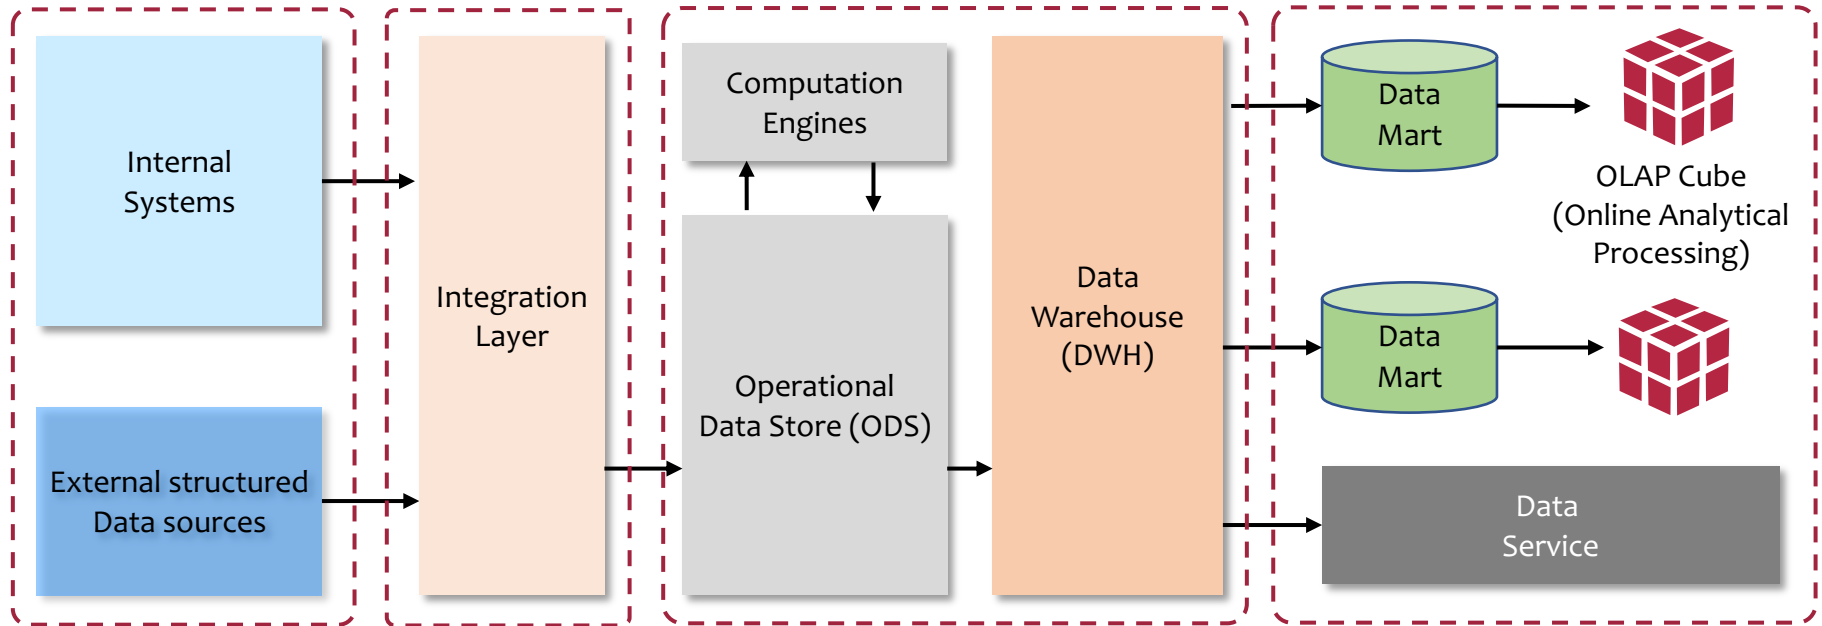 Internal
Systems
External structured
Data sources
Integration
Layer
Computation
Engines
Operational
Data Store (ODS)
Data
Warehouse
(DWH)
Data
Mart
OLAP Cube
(Online Analytical
Processing)
Data
Mart
Data
Service